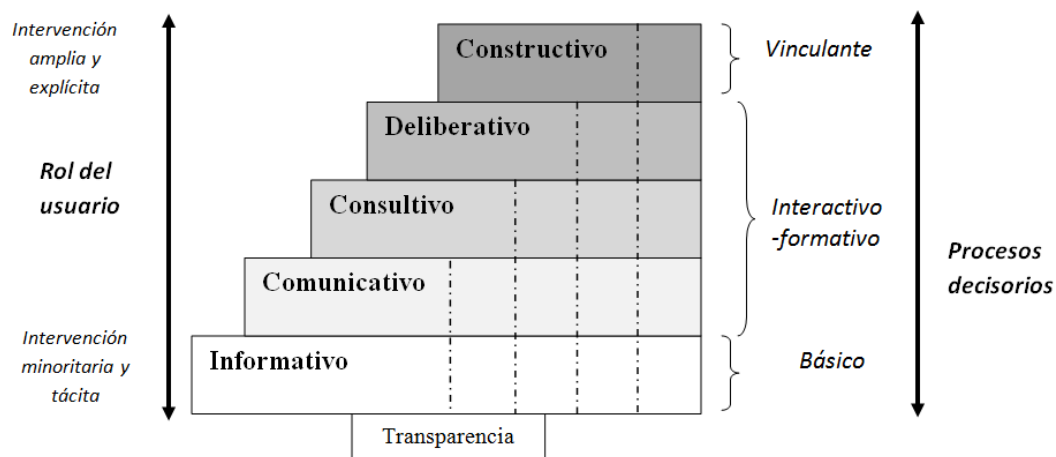 Intervención
amplia y
explícita
Rol del
usuario
Intervención
minoritaria y
tácita
Constructivo
Deliberativo
Consultivo
Comunicativo
Informativo
Transparencia
Vinculante
Interactivo
-formativo
Básico
Procesos
decisorios